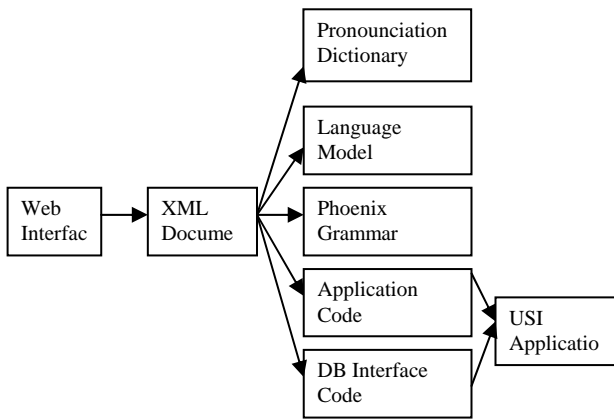 Pronounciation
Dictionary
Language
Model
Web
Interfac
XML
Docume
Phoenix
Grammar
Application
Code
USI
Applicatio
DB Interface
Code